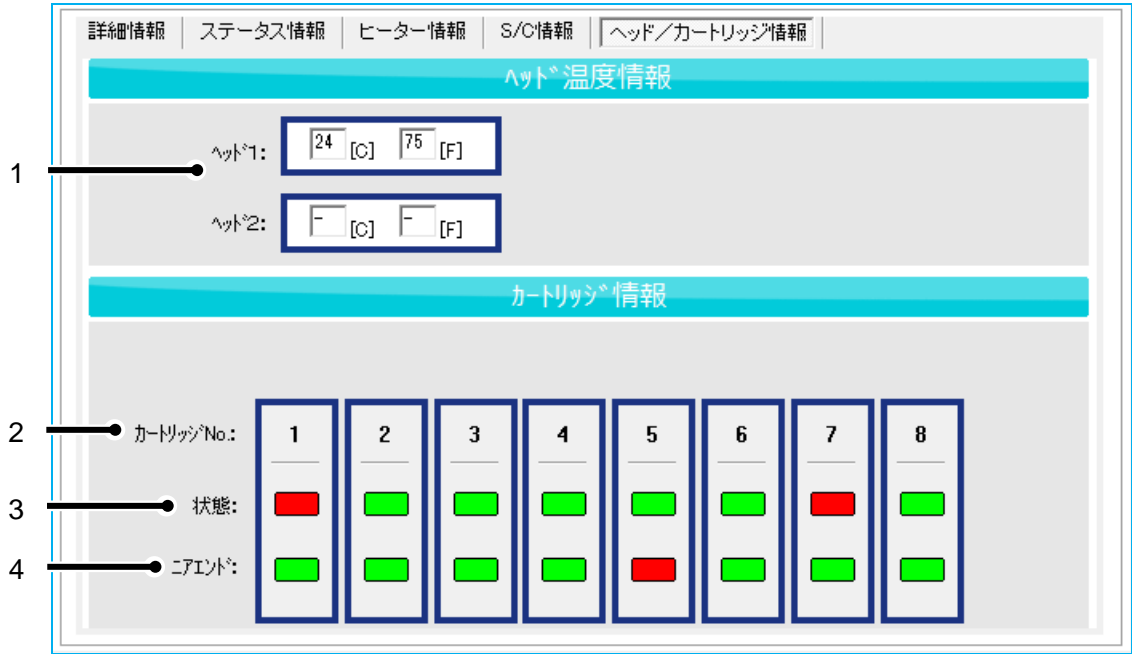 詳細情報 ステータス情報 ヒーター情報 S/C情報 ヘッド／カートリッジ情報
ﾍｯﾄﾞ温度情報
1 ﾍｯﾄﾞ1: 24 [C] 75 [F]
ﾍｯﾄﾞ2: - [C] - [F]
ｶｰﾄﾘｯｼﾞ情報
2 ｶｰﾄﾘｯｼﾞNo.: 1 2 3 4 5 6 7 8
3 状態:
4 ﾆｱｴﾝﾄﾞ: